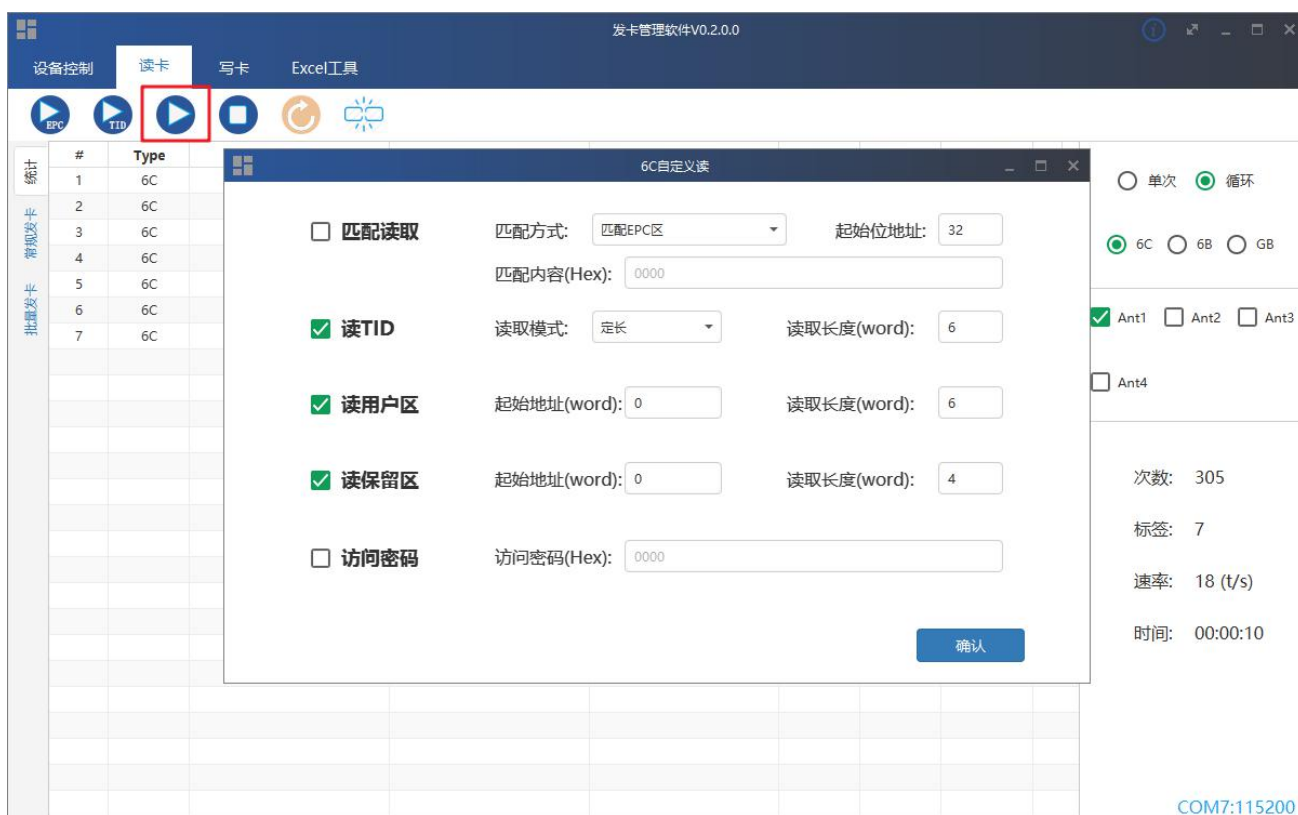 发卡管理软件V0.2.0.0
设备控制 读卡 写卡 Excel工具
EPC TID
统计
常规发卡
批量发卡
# Type
1 6C
2 6C
3 6C
4 6C
5 6C
6 6C
7 6C
6C自定义读
匹配读取 匹配方式: 匹配EPC区 起始位地址: 32
匹配内容(Hex): 0000
读TID 读取模式: 定长 读取长度(word): 6
读用户区 起始地址(word): 0 读取长度(word): 6
读保留区 起始地址(word): 0 读取长度(word): 4
访问密码 访问密码(Hex): 0000
确认
单次 循环
6C 6B GB
Ant1 Ant2 Ant3
Ant4
次数: 305
标签: 7
速率: 18 (t/s)
时间: 00:00:10
COM7:115200